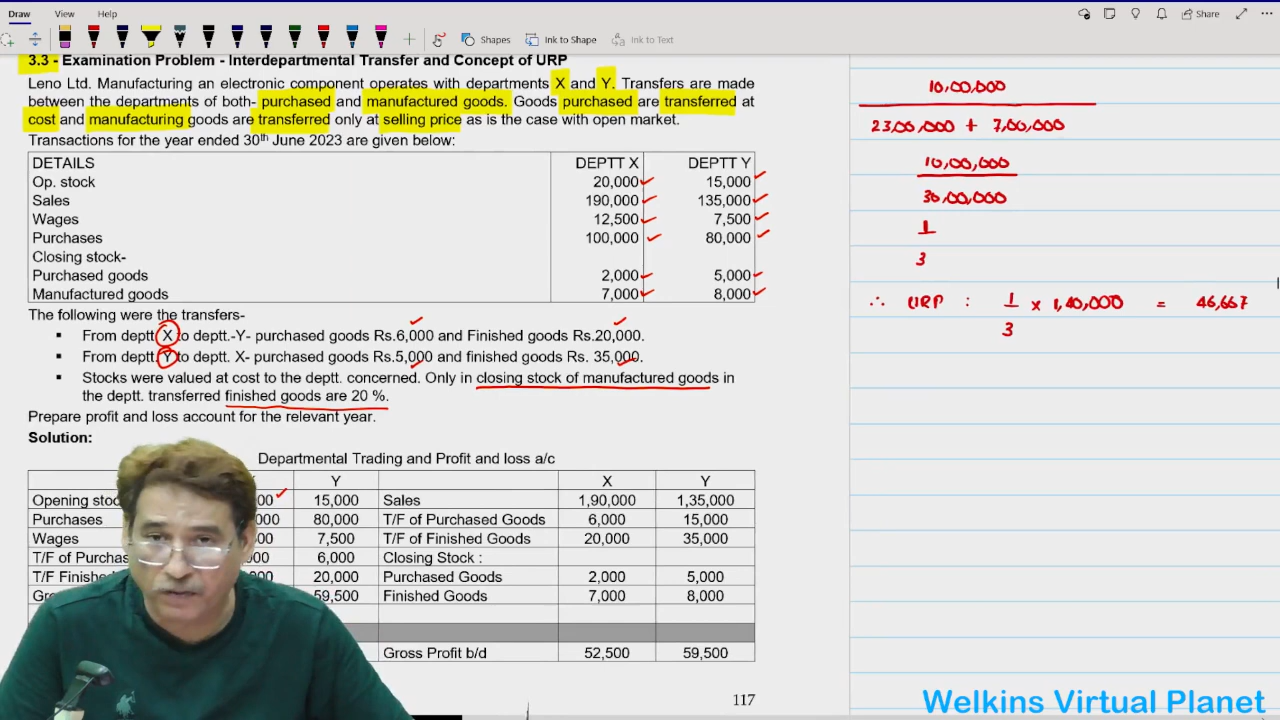 Draw View Help
Shapes Ink to Shape Ink to Text Share
3.3 - Examination Problem - Interdepartmental Transfer and Concept of URP
Leno Ltd. Manufacturing an electronic component operates with departments X and Y. Transfers are made
between the departments of both- purchased and manufactured goods. Goods purchased are transferred at
cost and manufacturing goods are transferred only at selling price as is the case with open market.
Transactions for the year ended 30th June 2023 are given below:
DETAILS DEPTT X DEPTT Y
Op. stock 20,000 15,000
Sales 190,000 135,000
Wages 12,500 7,500
Purchases 100,000 80,000
Closing stock-
Purchased goods 2,000 5,000
Manufactured goods 7,000 8,000
The following were the transfers-
From deptt X to deptt.-Y- purchased goods Rs.6,000 and Finished goods Rs.20,000.
From deptt. Y to deptt. X- purchased goods Rs.5,000 and finished goods Rs. 35,000.
Stocks were valued at cost to the deptt. concerned. Only in closing stock of manufactured goods in
the deptt. transferred finished goods are 20 %.
Prepare profit and loss account for the relevant year.
Solution:
Departmental Trading and Profit and loss a/c
Y X Y
Opening 15,000 Sales 1,90,000 1,35,000
Purchases 80,000 T/F of Purchased Goods 6,000 15,000
Wages 7,500 T/F of Finished Goods 20,000 35,000
T/F of 6,000 Closing Stock :
T/F 20,000 Purchased Goods 2,000 5,000
59,500 Finished Goods 7,000 8,000
Gross Profit b/d 52,500 59,500
117
10,00,000
23,00,000 + 7,00,000
10,00,000
30,00,000
1
3
∴ URP : 1 × 1,40,000 = 46,667
3
Welkins Virtual Planet